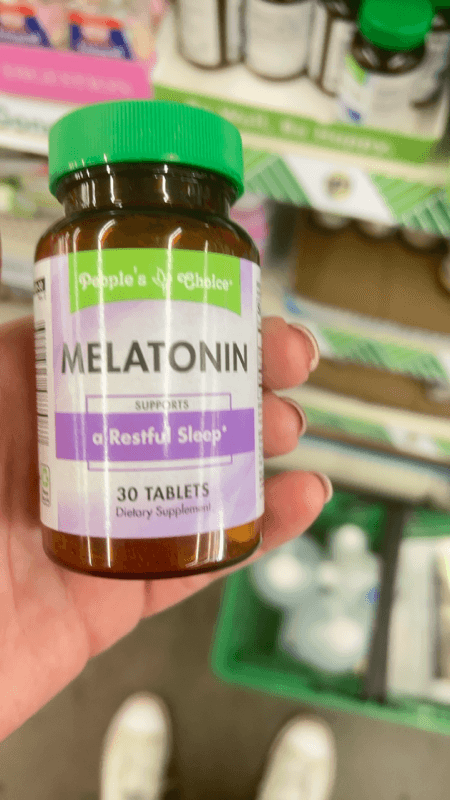 People's Choice
MELATONIN
SUPPORTS
a Restful Sleep*
30 TABLETS
Dietary Supplement